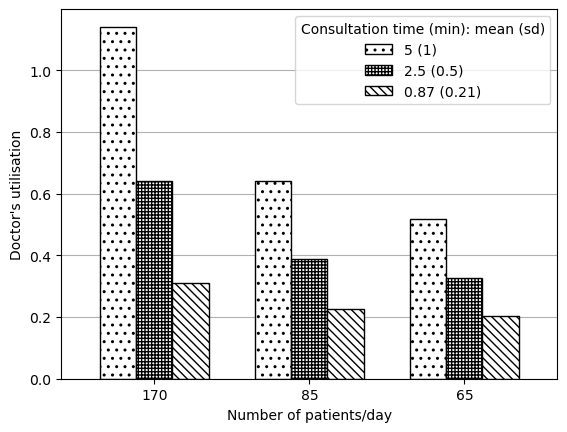 Consultation time (min): mean (sd)
5 (1)
2.5 (0.5)
0.87 (0.21)
Doctor's utilisation
1.0
0.8
0.6
0.4
0.2
0.0
170 85 65
Number of patients/day